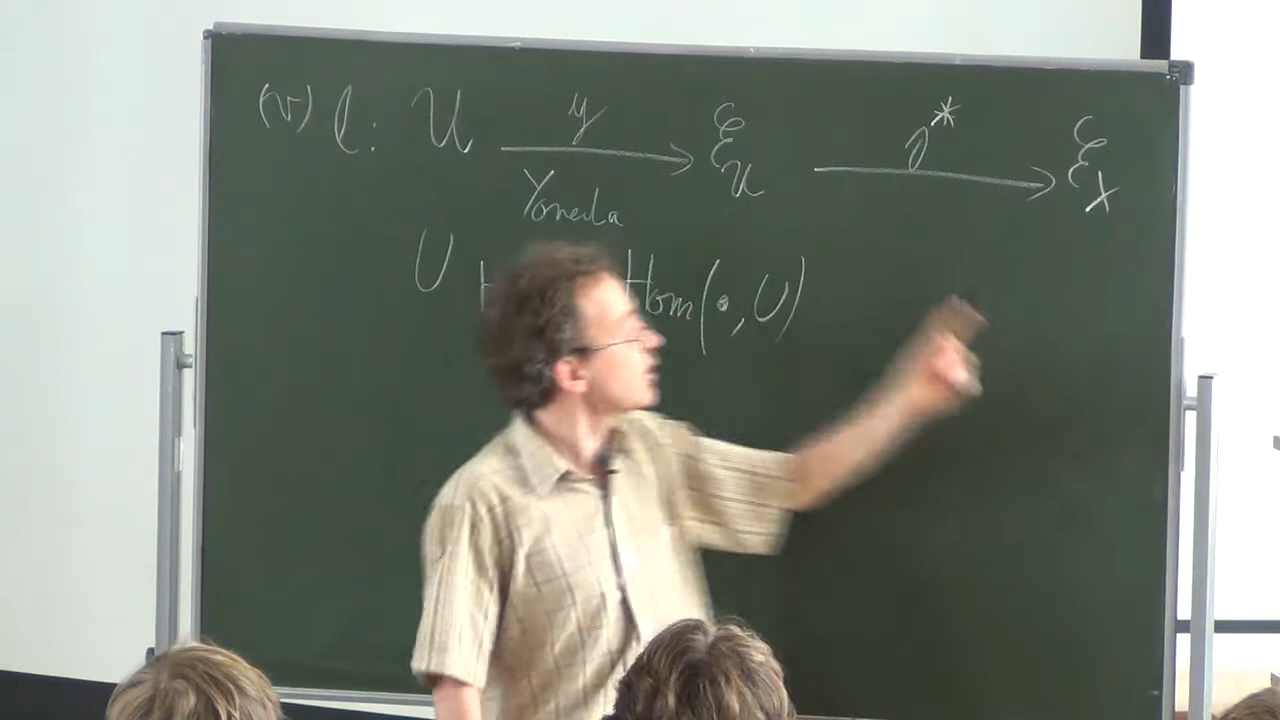 (v) ℓ: 𝒰 —y→ ℰ_𝒰 —j*→ ℰ_X
Yoneda
U Hom(•, U)